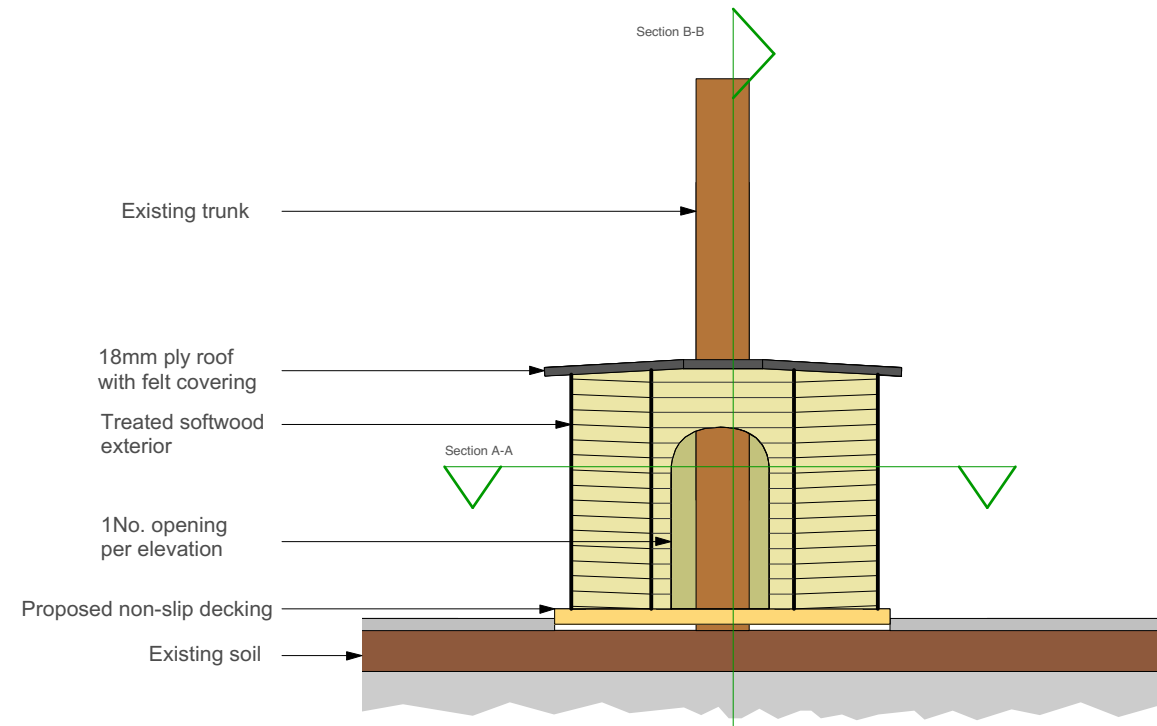 Section B-B
Existing trunk
18mm ply roof
with felt covering
Treated softwood
exterior
Section A-A
1No. opening
per elevation
Proposed non-slip decking
Existing soil